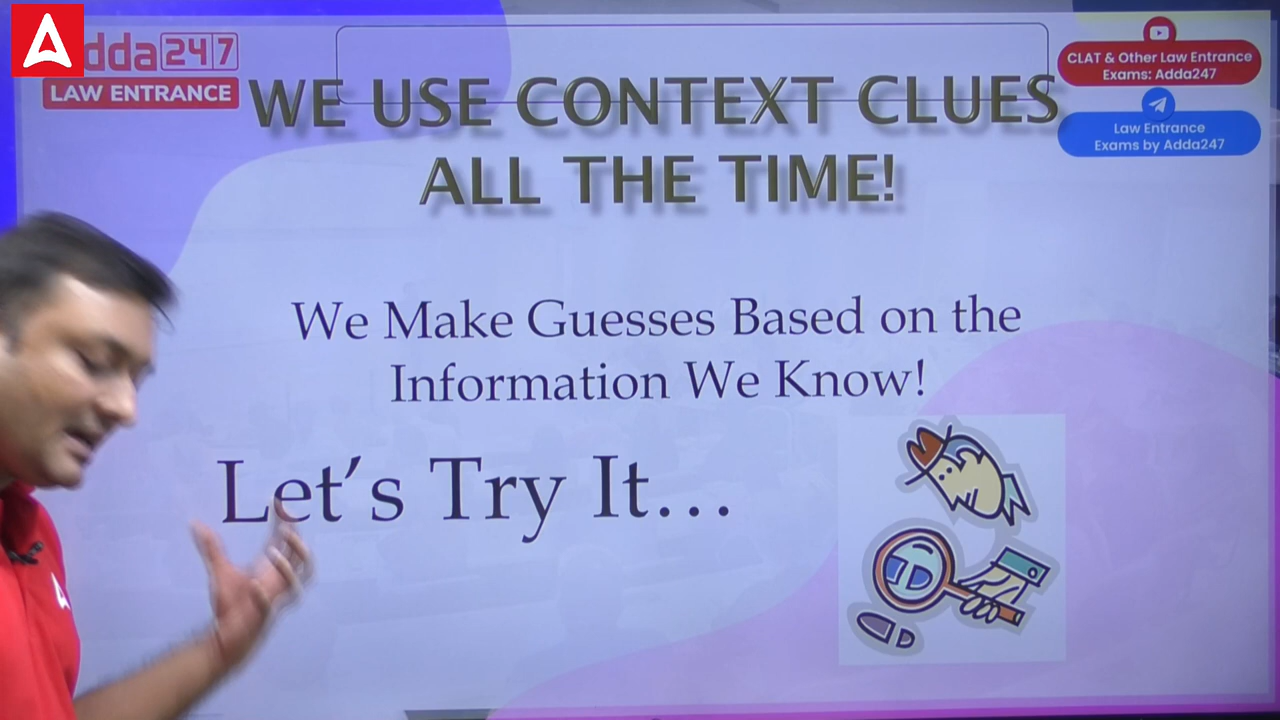 Adda247
LAW ENTRANCE
CLAT & Other Law Entrance
Exams: Adda247
Law Entrance
Exams by Adda247
WE USE CONTEXT CLUES
ALL THE TIME!
We Make Guesses Based on the
Information We Know!
Let's Try It...